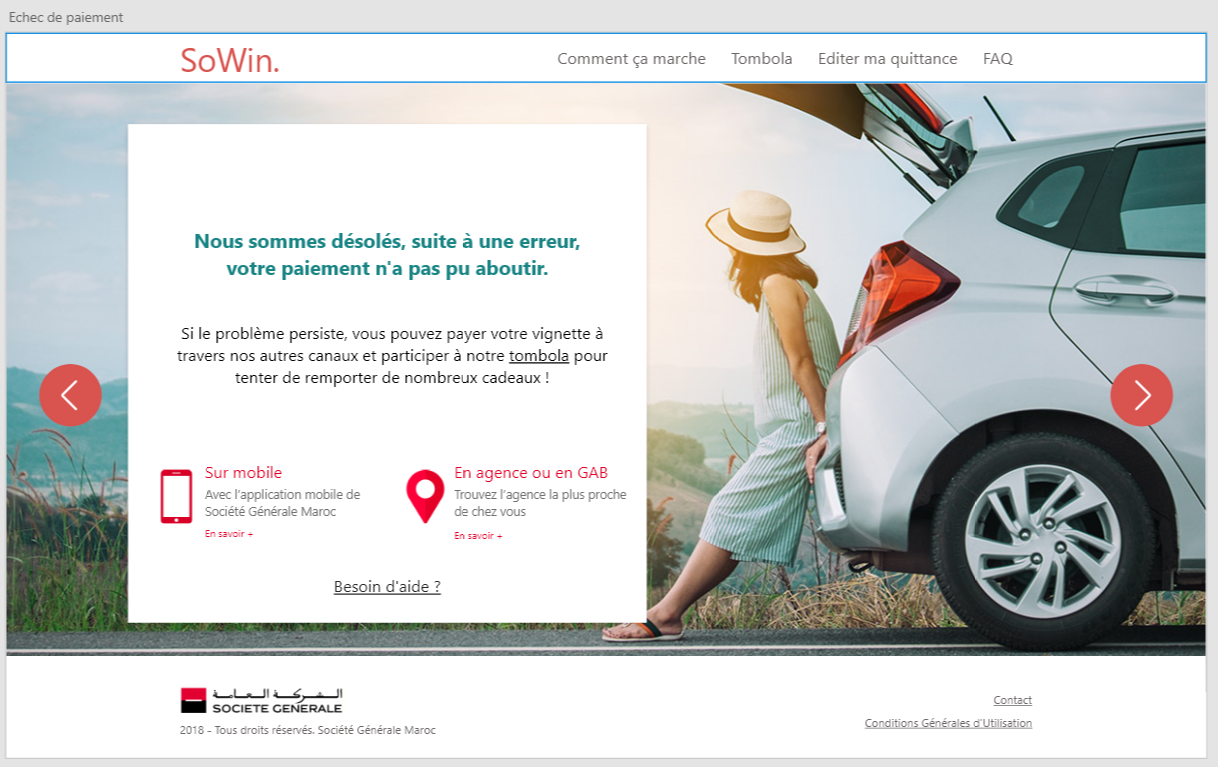 Echec de paiement
SoWin.
Comment ça marche
Tombola
Editer ma quittance
FAQ
Nous sommes désolés, suite à une erreur,
votre paiement n'a pas pu aboutir.
Si le problème persiste, vous pouvez payer votre vignette à
travers nos autres canaux et participer à notre tombola pour
tenter de remporter de nombreux cadeaux !
Sur mobile
Avec l'application mobile de
Société Générale Maroc
En savoir +
En agence ou en GAB
Trouvez l'agence la plus proche
de chez vous
En savoir +
Besoin d'aide ?
الشركة العامة
SOCIETE GENERALE
2018 - Tous droits réservés. Société Générale Maroc
Contact
Conditions Générales d'Utilisation